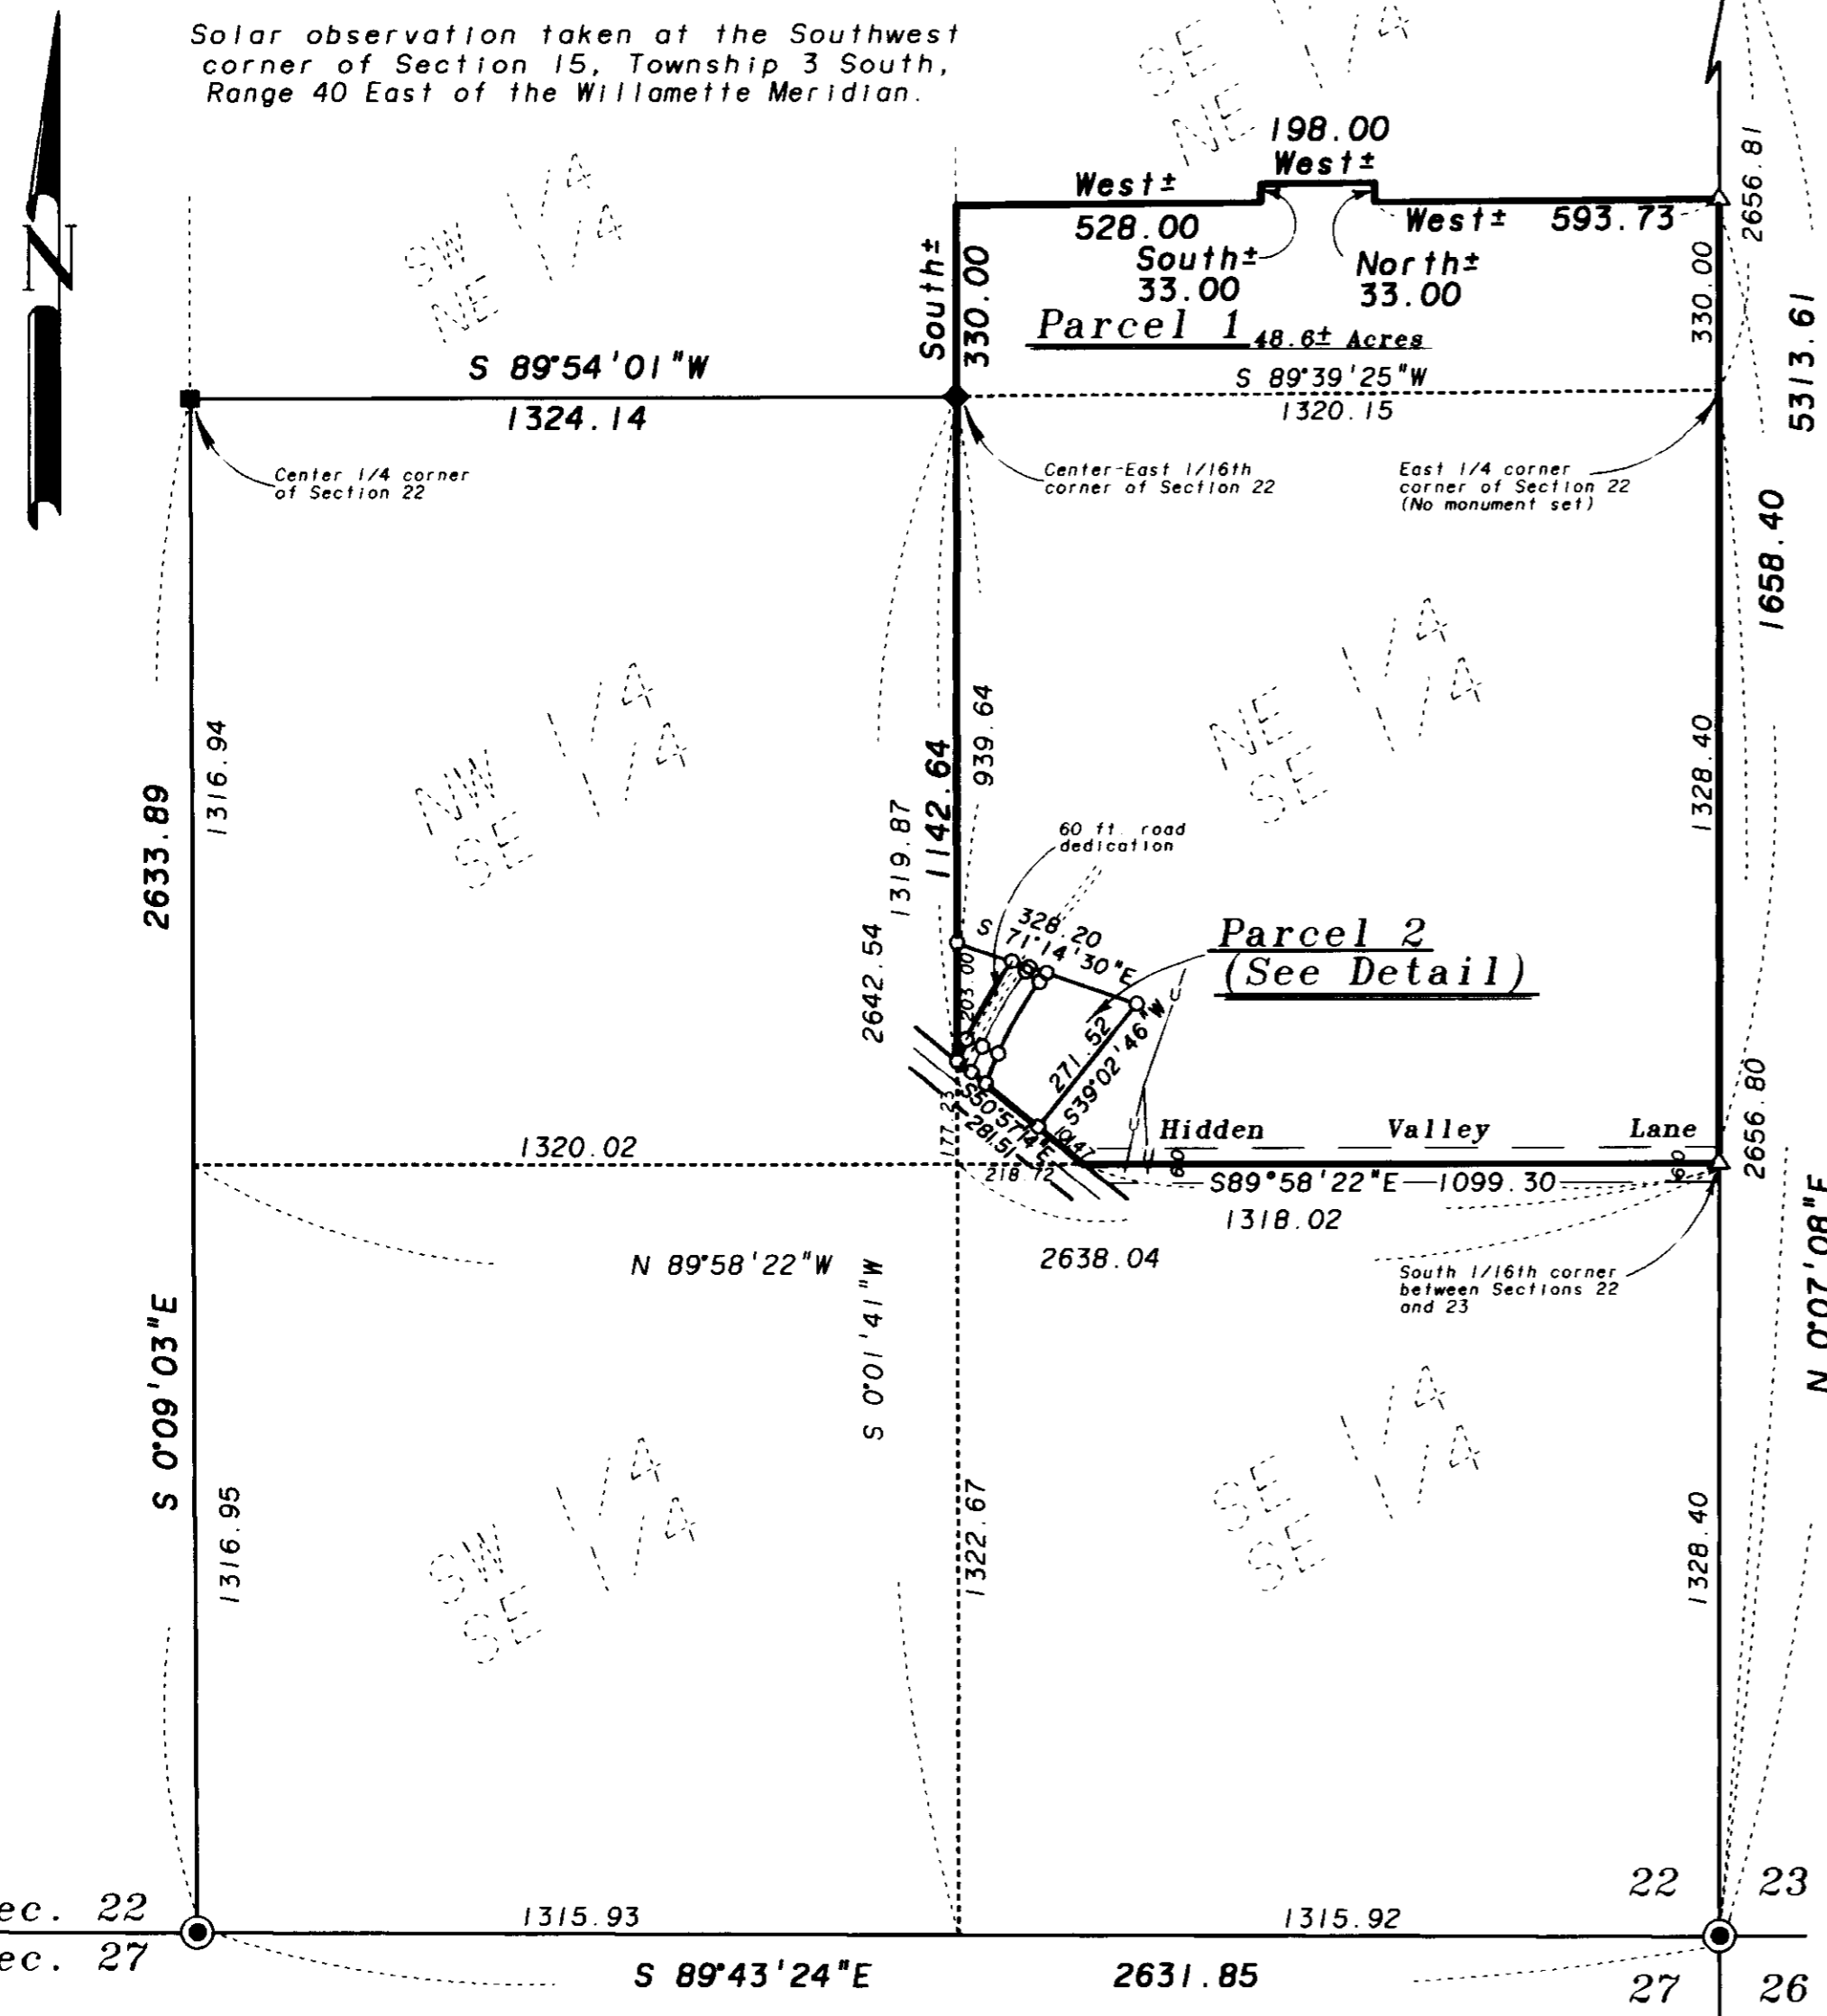 Solar observation taken at the Southwest
corner of Section 15, Township 3 South,
Range 40 East of the Willamette Meridian.
N
SE 1/4
NE 1/4
198.00
West±
West±
528.00
West± 593.73
South±
33.00
North±
33.00
South±
330.00
330.00
2656.81
5313.61
SW 1/4
NE 1/4
Parcel 1 48.6± Acres
S 89°54'01"W
1324.14
S 89°39'25"W
1320.15
Center 1/4 corner
of Section 22
Center-East 1/16th
corner of Section 22
East 1/4 corner
corner of Section 22
(No monument set)
1658.40
NW 1/4
SE 1/4
NE 1/4
SE 1/4
2633.89
1316.94
939.64
1142.64
1319.87
2642.54
1328.40
60 ft. road
dedication
328.20
S 71°14'30"E
203.00
Parcel 2
(See Detail)
271.52
S39°02'46"W
177.23
S50°57'14"E
281.51
101.47
218.72
U
U
U
Hidden Valley Lane
60
60
S89°58'22"E 1099.30
1318.02
1320.02
2656.80
N 89°58'22"W
2638.04
South 1/16th corner
between Sections 22
and 23
N 0°07'08"E
S 0°09'03"E
S 0°01'41"W
SW 1/4
SE 1/4
SE 1/4
SE 1/4
1316.95
1322.67
1328.40
ec. 22
ec. 27
1315.93
1315.92
22 23
S 89°43'24"E 2631.85
27 26